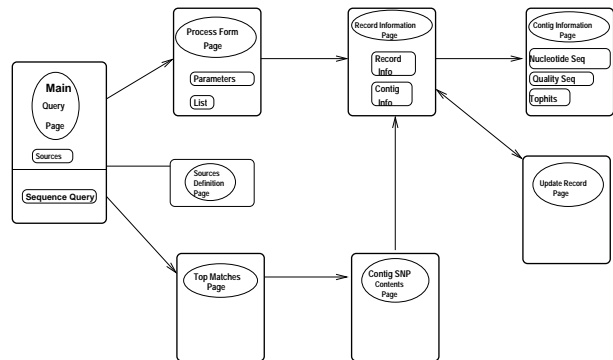 Main
Query
Page
Sources
Sequence Query
Process Form
Page
Parameters
List
Sources
Definition
Page
Top Matches
Page
Record Information
Page
Record
Info
Contig
Info
Contig SNP
Contents
Page
Contig Information
Page
Nucleotide Seq
Quality Seq
Tophits
Update Record
Page